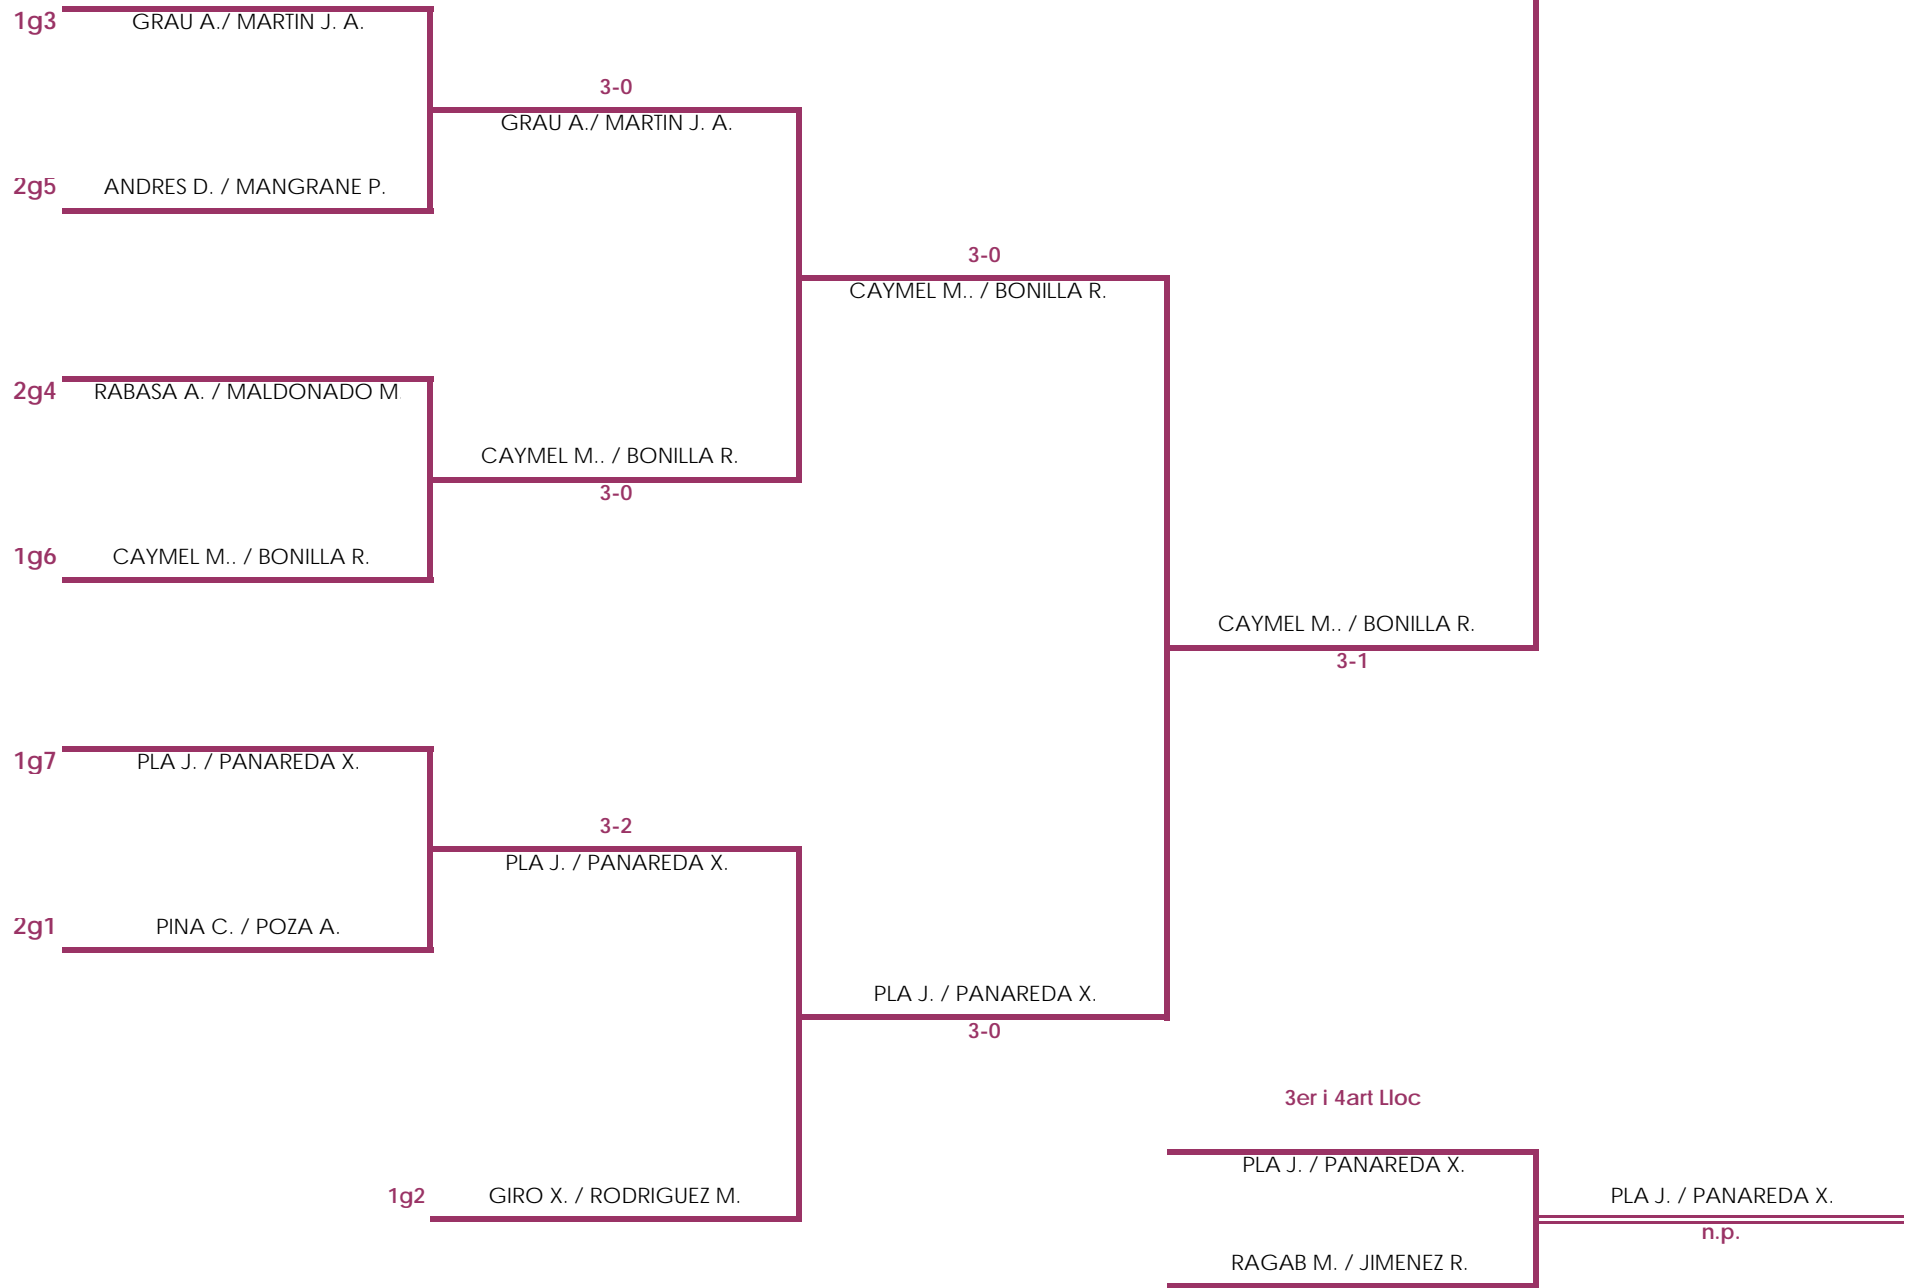 1g3 GRAU A./ MARTIN J. A.
3-0
GRAU A./ MARTIN J. A.
2g5 ANDRES D. / MANGRANE P.
3-0
CAYMEL M.. / BONILLA R.
2g4 RABASA A. / MALDONADO M
CAYMEL M.. / BONILLA R.
3-0
1g6 CAYMEL M.. / BONILLA R.
CAYMEL M.. / BONILLA R.
3-1
1g7 PLA J. / PANAREDA X.
3-2
PLA J. / PANAREDA X.
2g1 PINA C. / POZA A.
PLA J. / PANAREDA X.
3-0
3er i 4art Lloc
PLA J. / PANAREDA X.
1g2 GIRO X. / RODRIGUEZ M.
PLA J. / PANAREDA X.
n.p.
RAGAB M. / JIMENEZ R.